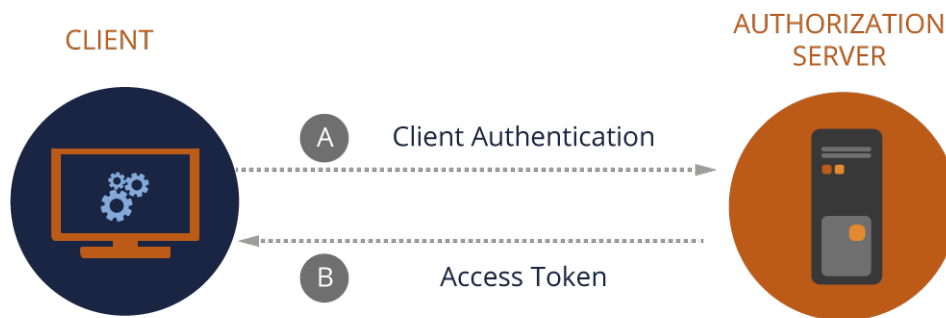 CLIENT
AUTHORIZATION
SERVER
A
Client Authentication
B
Access Token